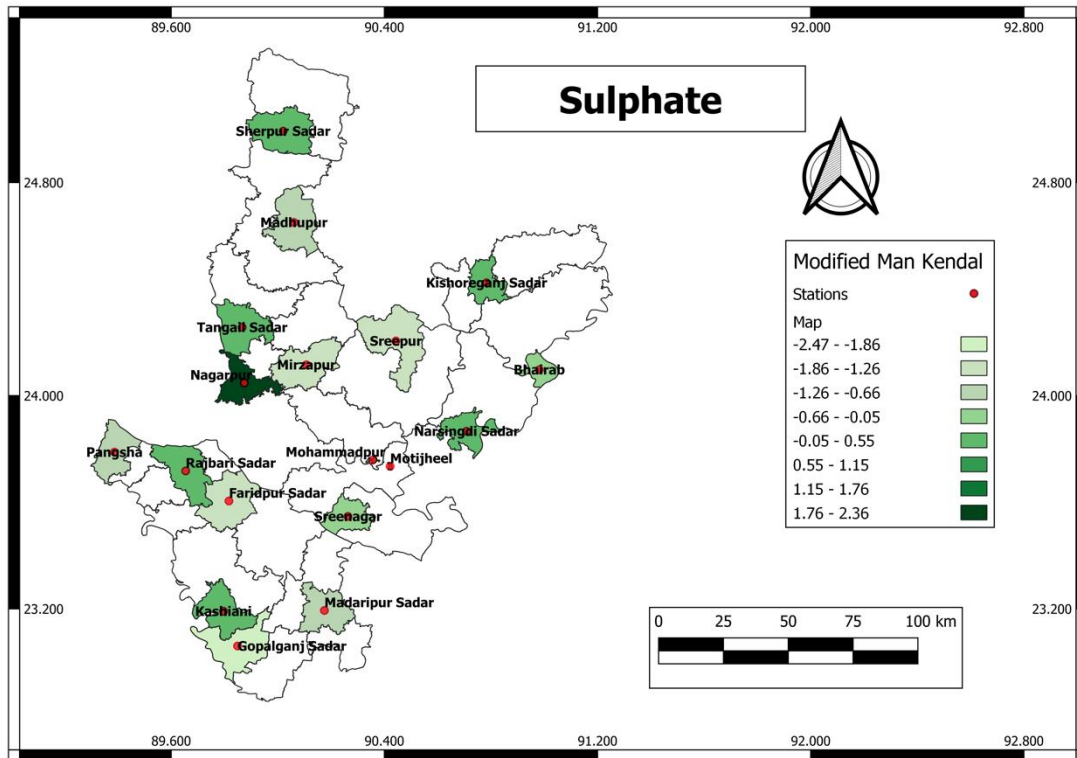 89.600 90.400 91.200 92.000 92.800
Sulphate
Sherpur Sadar
24.800 24.800
Madhupur
Modified Man Kendal
Kishoreganj Sadar
Stations
Map
Tangail Sadar
-2.47 - -1.86
Sreepur
-1.86 - -1.26
Mirzapur
Bhairab
Nagarpur
-1.26 - -0.66
24.000 24.000
-0.66 - -0.05
Narsingdi Sadar
-0.05 - 0.55
Pangsha
Mohammadpur
Motijheel
Rajbari Sadar
0.55 - 1.15
1.15 - 1.76
Faridpur Sadar
1.76 - 2.36
Sreenagar
Madaripur Sadar
Kashiani
23.200 23.200
0 25 50 75 100 km
Gopalganj Sadar
89.600 90.400 91.200 92.000 92.800